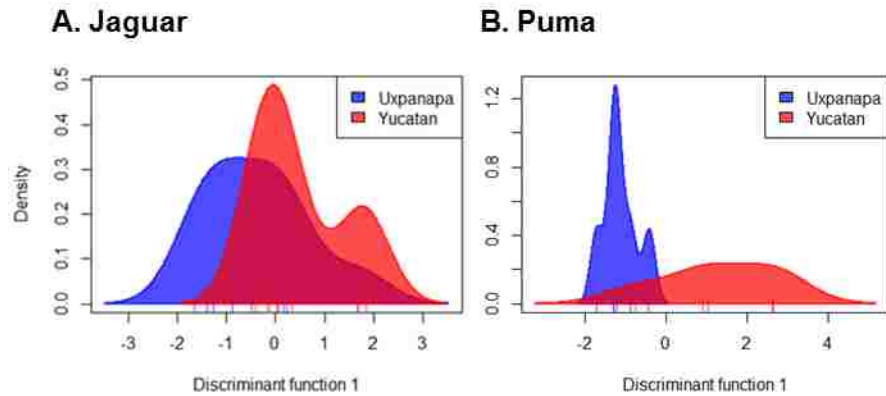 A. Jaguar
B. Puma
Uxpanapa
Yucatan
Density
0.0 0.1 0.2 0.3 0.4 0.5
-3 -2 -1 0 1 2 3
Discriminant function 1
Uxpanapa
Yucatan
0.0 0.4 0.8 1.2
-2 0 2 4
Discriminant function 1